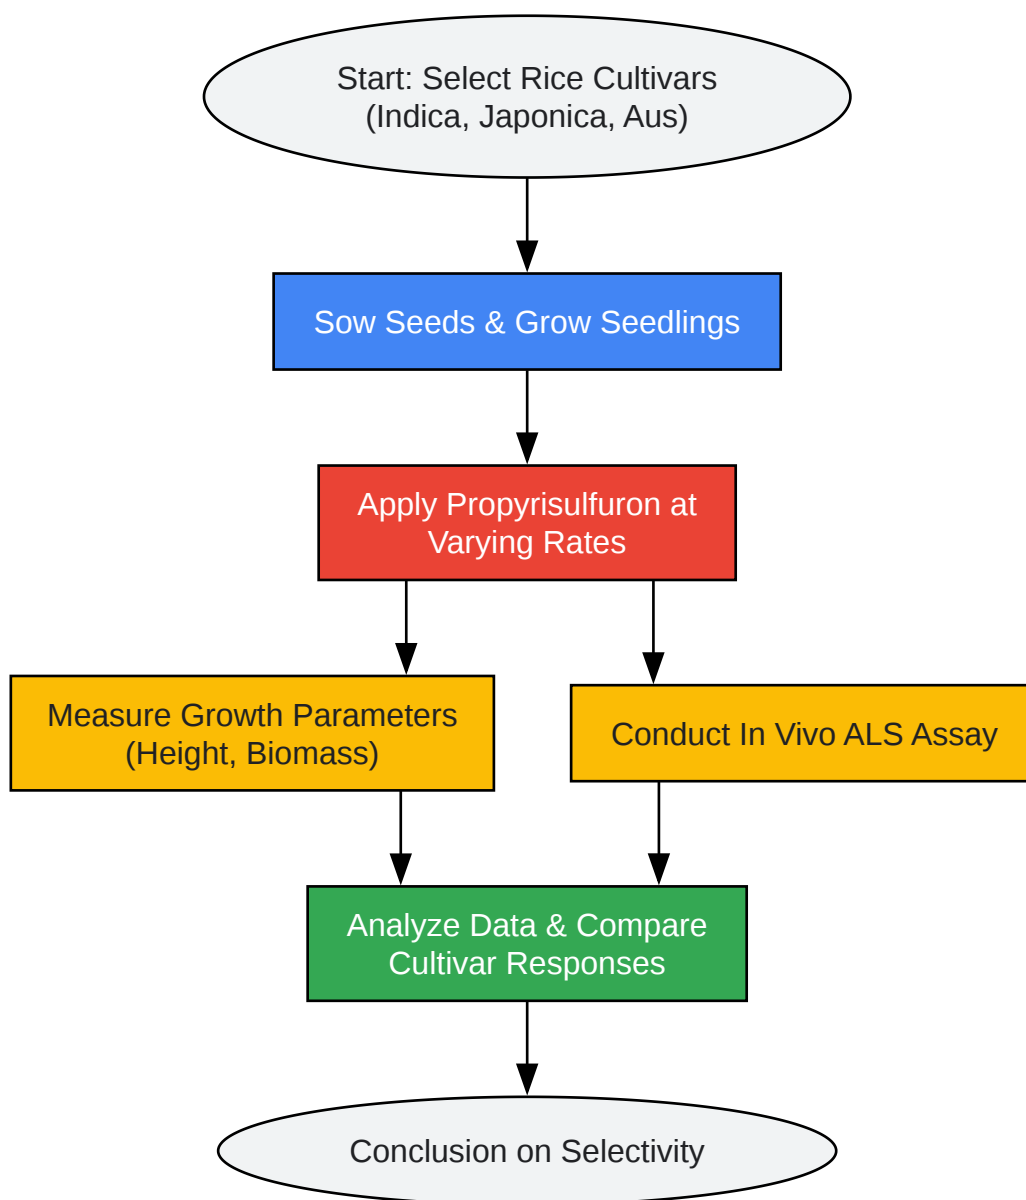 Start: Select Rice Cultivars
(Indica, Japonica, Aus)
Sow Seeds & Grow Seedlings
Apply Propyrisulfuron at
Varying Rates
Measure Growth Parameters
(Height, Biomass)
Conduct In Vivo ALS Assay
Analyze Data & Compare
Cultivar Responses
Conclusion on Selectivity